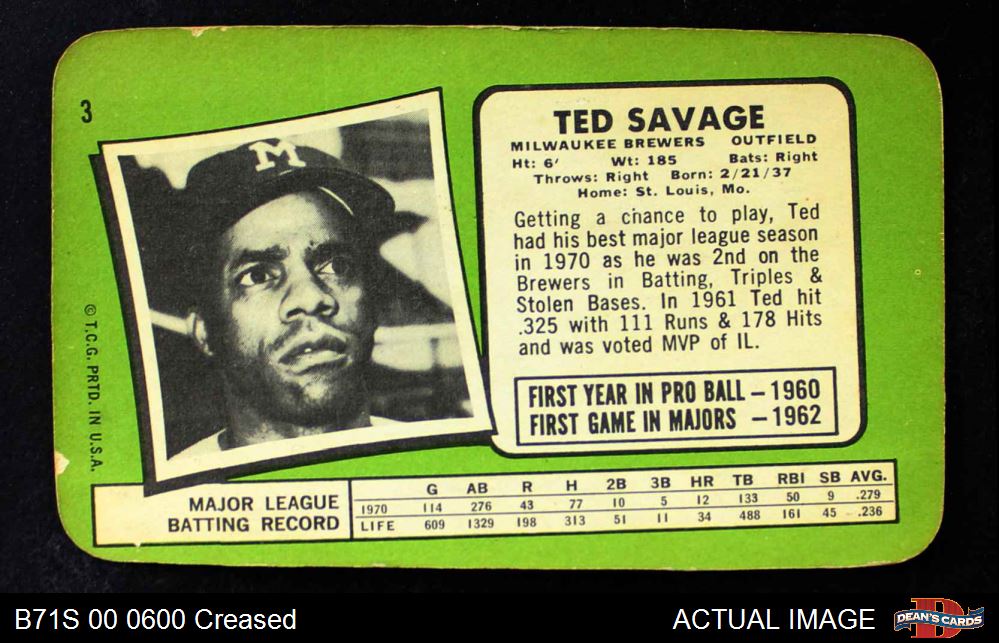 3
M
TED SAVAGE
MILWAUKEE BREWERS OUTFIELD
Ht: 6' Wt: 185 Bats: Right
Throws: Right Born: 2/21/37
Home: St. Louis, Mo.
Getting a chance to play, Ted
had his best major league season
in 1970 as he was 2nd on the
Brewers in Batting, Triples &
Stolen Bases. In 1961 Ted hit
.325 with 111 Runs & 178 Hits
and was voted MVP of IL.
FIRST YEAR IN PRO BALL – 1960
FIRST GAME IN MAJORS – 1962
© T.C.G. PRTD. IN U.S.A.
MAJOR LEAGUE
BATTING RECORD
G AB R H 2B 3B HR TB RBI SB AVG.
1970 114 276 43 77 10 5 12 133 50 9 .279
LIFE 609 1329 198 313 51 11 34 488 161 45 .236
B71S 00 0600 Creased
ACTUAL IMAGE
D
DEAN'S CARDS